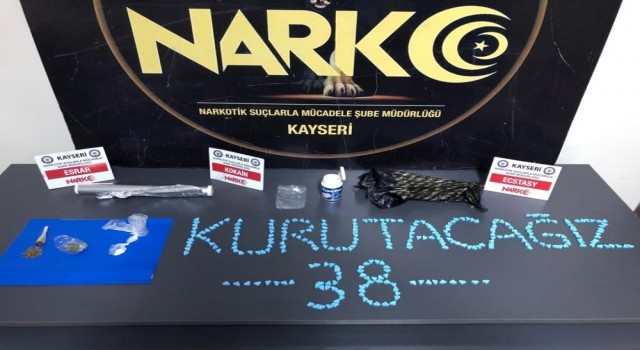 NARKO
NARKOTİK SUÇLARLA MÜCADELE ŞUBE MÜDÜRLÜĞÜ
KAYSERİ
KAYSERİ
ESRAR
NARKO
KAYSERİ
KOKAİN
NARKO
KAYSERİ
ECSTASY
NARKO
KURUTACAĞIZ
38